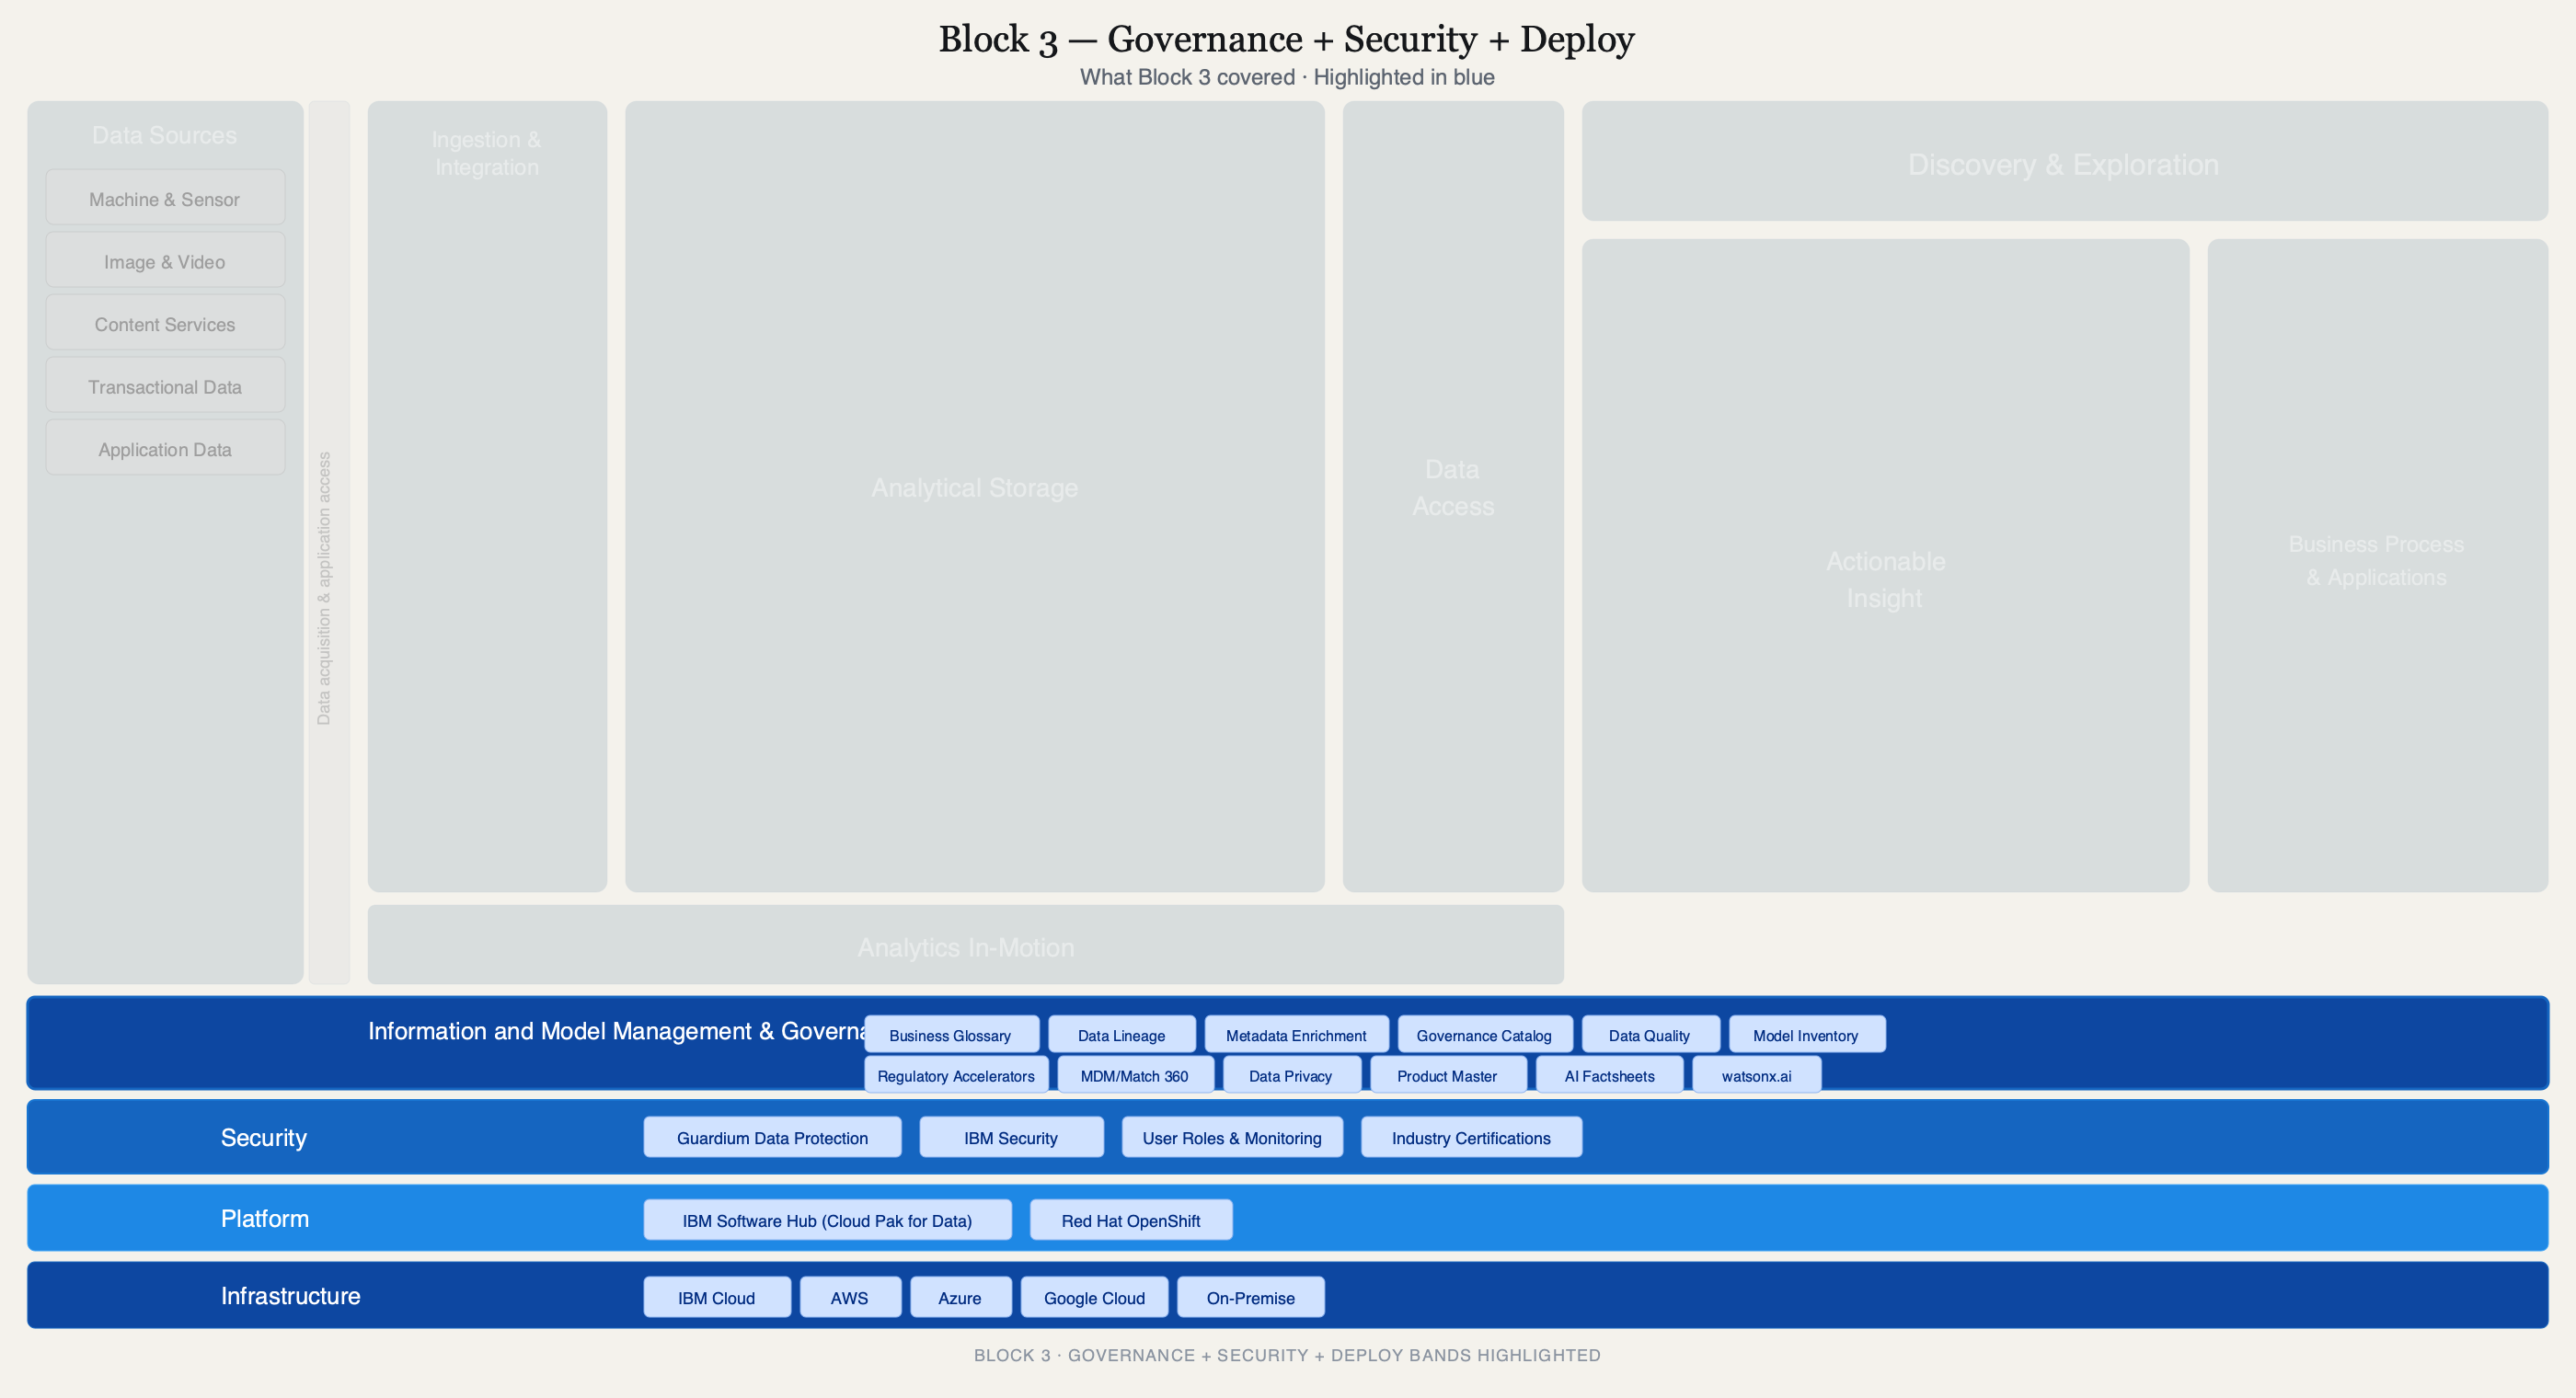 Block 3 — Governance + Security + Deploy
What Block 3 covered · Highlighted in blue
Data Sources
Machine & Sensor
Image & Video
Content Services
Transactional Data
Application Data
Data acquisition & application access
Ingestion &
Integration
Analytical Storage
Data
Access
Discovery & Exploration
Actionable
Insight
Business Process
& Applications
Analytics In-Motion
Information and Model Management & Governa
Business Glossary
Data Lineage
Metadata Enrichment
Governance Catalog
Data Quality
Model Inventory
Regulatory Accelerators
MDM/Match 360
Data Privacy
Product Master
AI Factsheets
watsonx.ai
Security
Guardium Data Protection
IBM Security
User Roles & Monitoring
Industry Certifications
Platform
IBM Software Hub (Cloud Pak for Data)
Red Hat OpenShift
Infrastructure
IBM Cloud
AWS
Azure
Google Cloud
On-Premise
BLOCK 3 · GOVERNANCE + SECURITY + DEPLOY BANDS HIGHLIGHTED